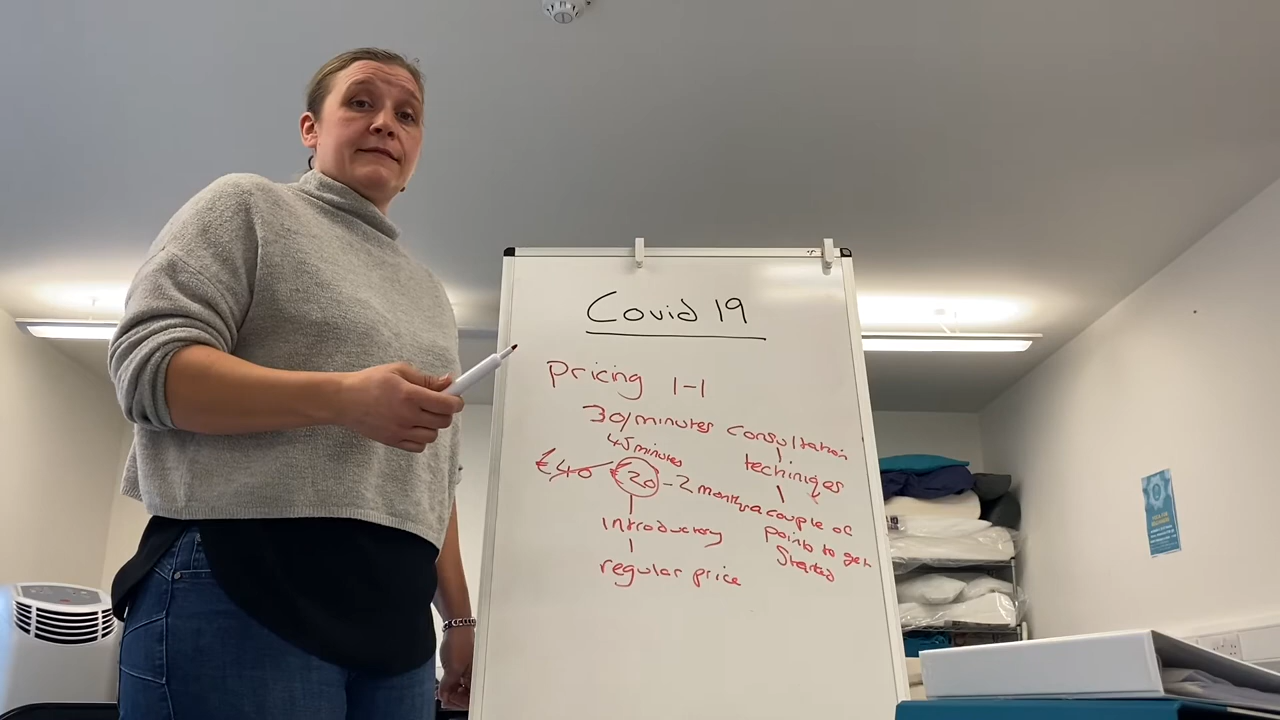 Covid 19
Pricing 1-1
30/minutes consultation
45 minutes
techiniqes
€40 €20 - 2 months
a couple of
points to get
Started
introductory
regular price